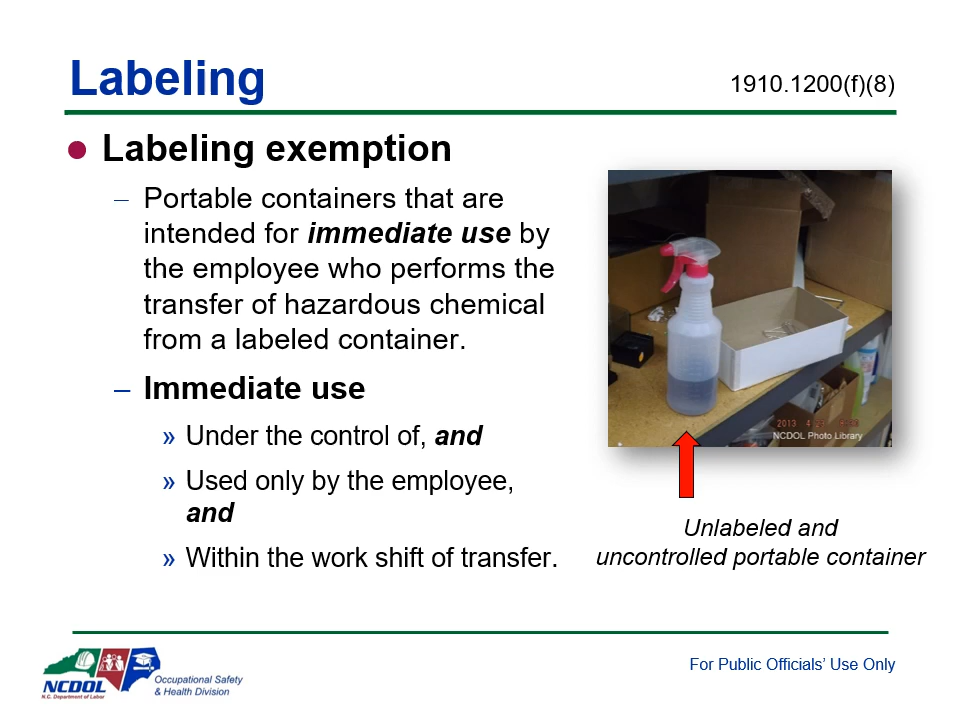 Labeling
1910.1200(f)(8)
Labeling exemption
– Portable containers that are
intended for immediate use by
the employee who performs the
transfer of hazardous chemical
from a labeled container.
– Immediate use
» Under the control of, and
» Used only by the employee,
and
» Within the work shift of transfer.
NCDOL Photo Library
Unlabeled and
uncontrolled portable container
NCDOL
N.C. Department of Labor
Occupational Safety
& Health Division
For Public Officials’ Use Only